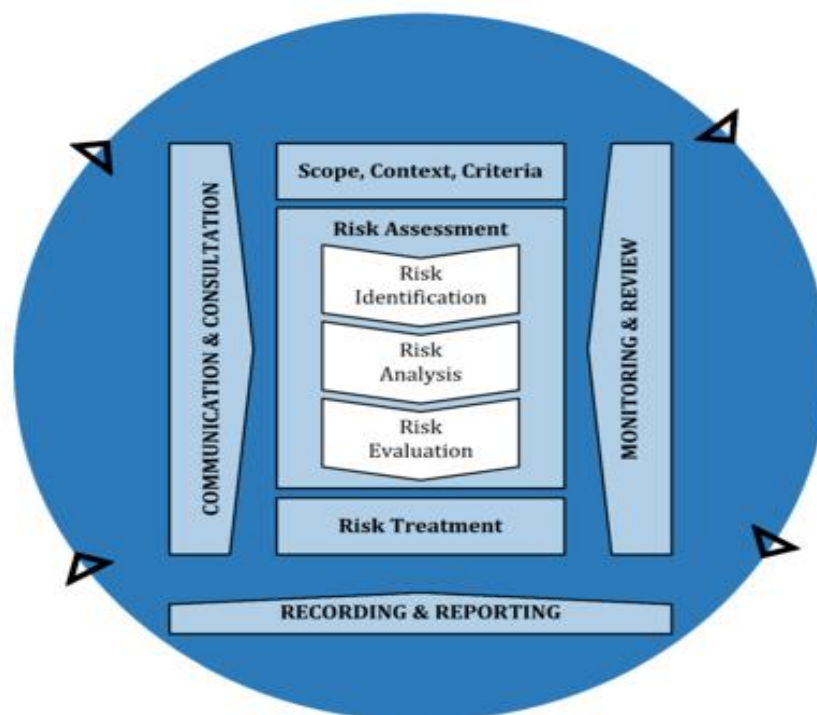 Scope, Context, Criteria
Risk Assessment
Risk
Identification
Risk
Analysis
Risk
Evaluation
Risk Treatment
COMMUNICATION & CONSULTATION
MONITORING & REVIEW
RECORDING & REPORTING